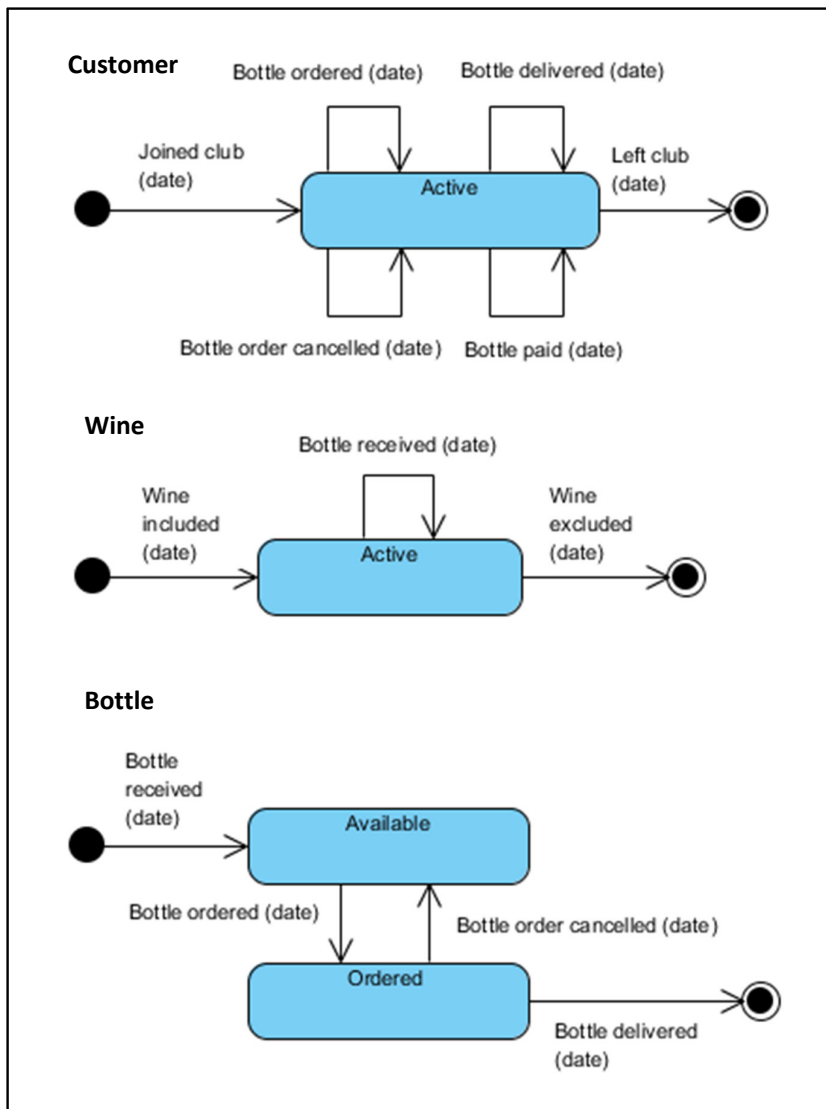 Customer
Bottle ordered (date)
Bottle delivered (date)
Joined club
(date)
Left club
(date)
Active
Bottle order cancelled (date)
Bottle paid (date)
Wine
Bottle received (date)
Wine
included
(date)
Wine
excluded
(date)
Active
Bottle
Bottle
received
(date)
Available
Bottle ordered (date)
Bottle order cancelled (date)
Ordered
Bottle delivered
(date)